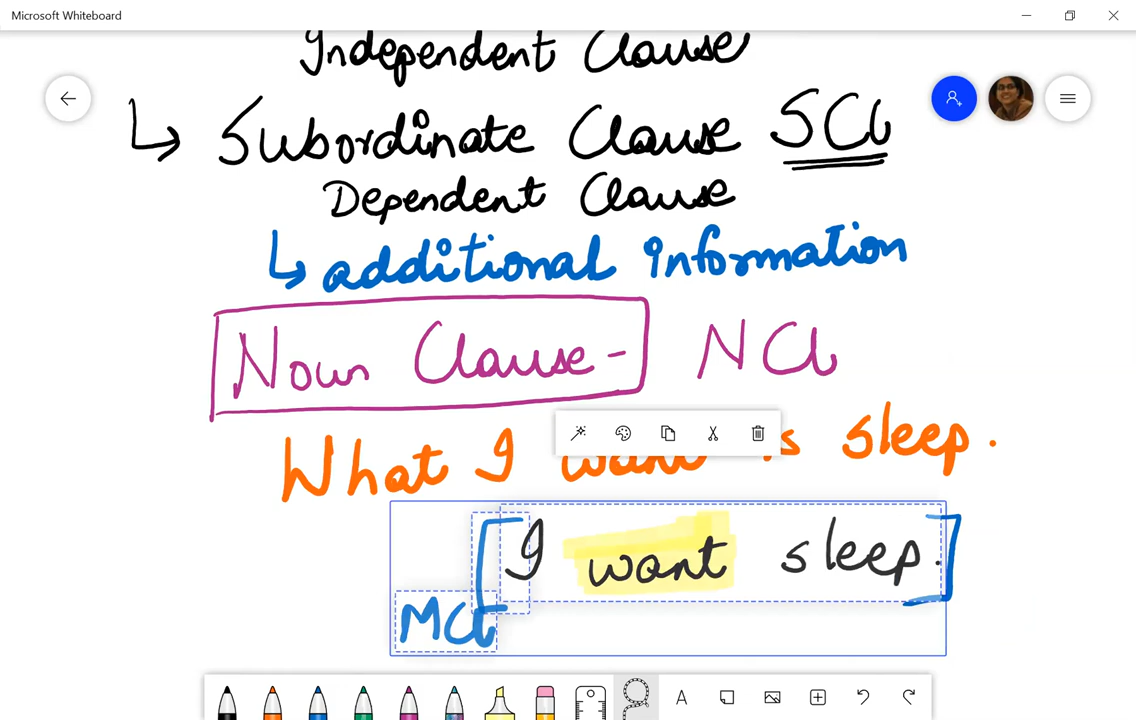 Microsoft Whiteboard
Independent Clause
↳ Subordinate Clause SCl
Dependent Clause
↳ additional information
Noun Clause - NCl
What I want is sleep.
[I want sleep.]
MCl
A